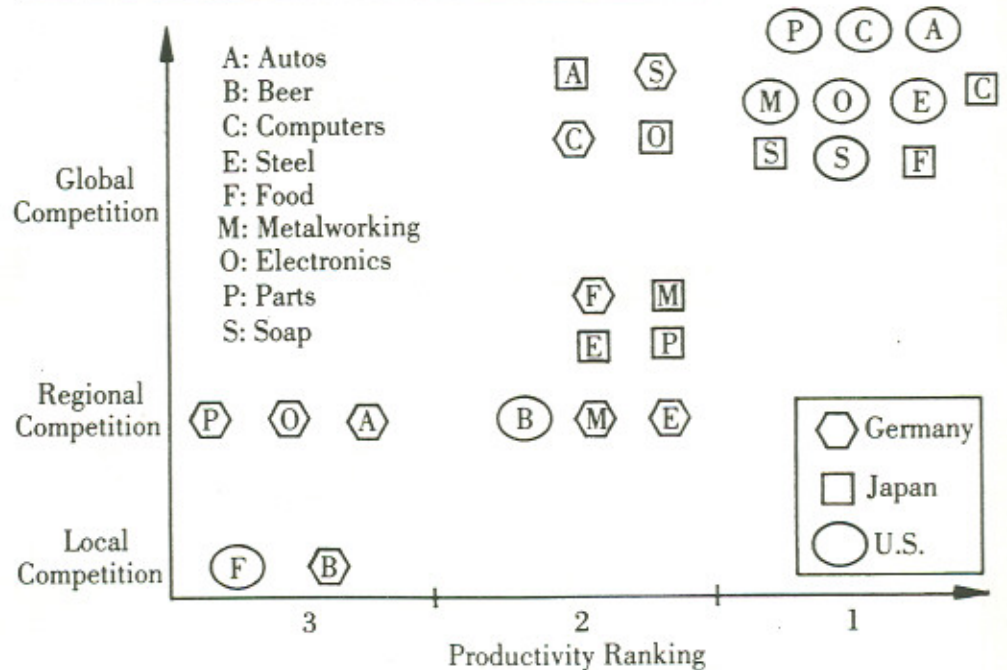 P C A
A: Autos
B: Beer
C: Computers
E: Steel
F: Food
M: Metalworking
O: Electronics
P: Parts
S: Soap
A S
C O
M O E C
S S F
Global
Competition
F M
E P
Regional
Competition
P O A B M E
Germany
Japan
U.S.
Local
Competition
F B
3 2 1
Productivity Ranking